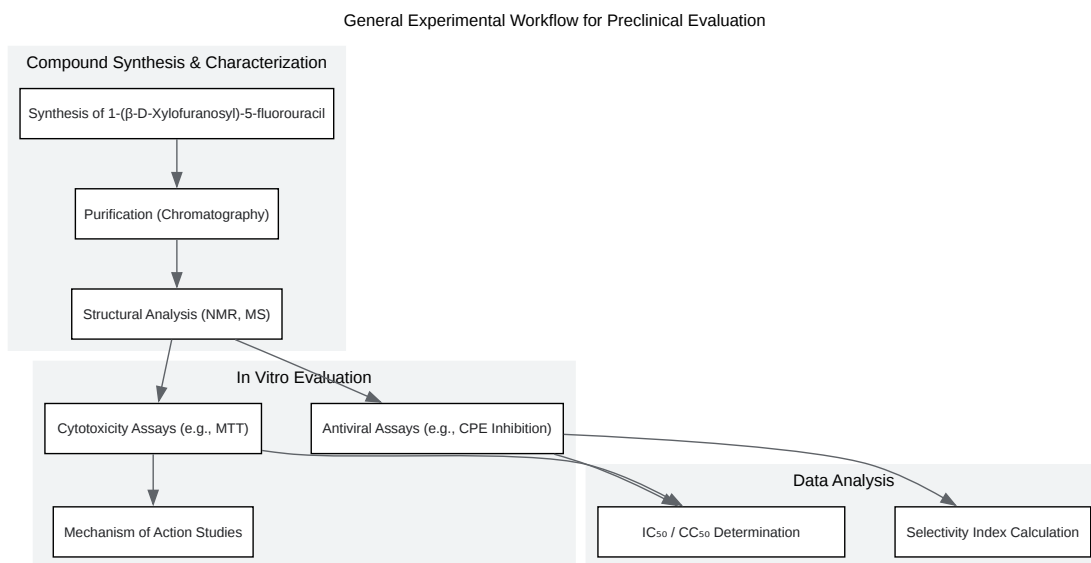 General Experimental Workflow for Preclinical Evaluation
Compound Synthesis & Characterization
Synthesis of 1-(β-D-Xylofuranosyl)-5-fluorouracil
Purification (Chromatography)
Structural Analysis (NMR, MS)
In Vitro Evaluation
Cytotoxicity Assays (e.g., MTT)
Antiviral Assays (e.g., CPE Inhibition)
Mechanism of Action Studies
Data Analysis
IC₅₀ / CC₅₀ Determination
Selectivity Index Calculation